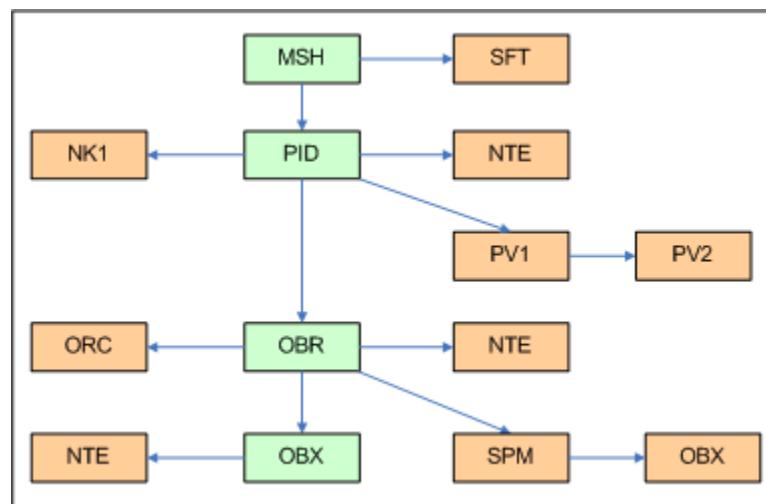 MSH
SFT
NK1
PID
NTE
PV1
PV2
ORC
OBR
NTE
NTE
OBX
SPM
OBX